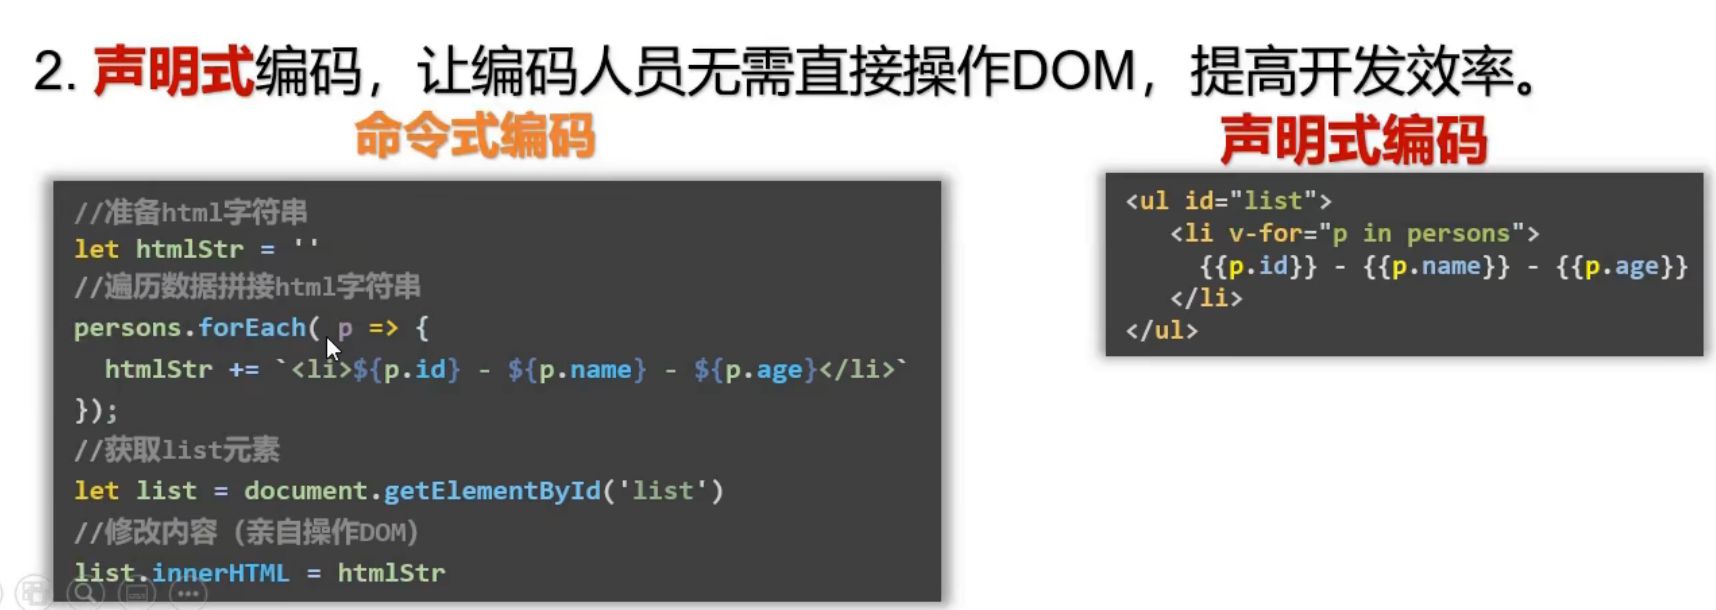 2. 声明式编码，让编码人员无需直接操作DOM，提高开发效率。
命令式编码
//准备html字符串
let htmlStr = ''
//遍历数据拼接html字符串
persons.forEach( p => {
htmlStr += `<li>${p.id} - ${p.name} - ${p.age}</li>`
});
//获取list元素
let list = document.getElementById('list')
//修改内容（亲自操作DOM）
list.innerHTML = htmlStr
声明式编码
<ul id="list">
<li v-for="p in persons">
{{p.id}} - {{p.name}} - {{p.age}}
</li>
</ul>